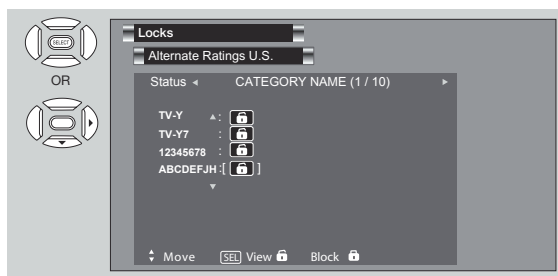 SELECT
OR
Locks
Alternate Ratings U.S.
Status CATEGORY NAME (1 / 10)
TV-Y :
TV-Y7 :
12345678 :
ABCDEFJH :[ ]
Move SEL View Block